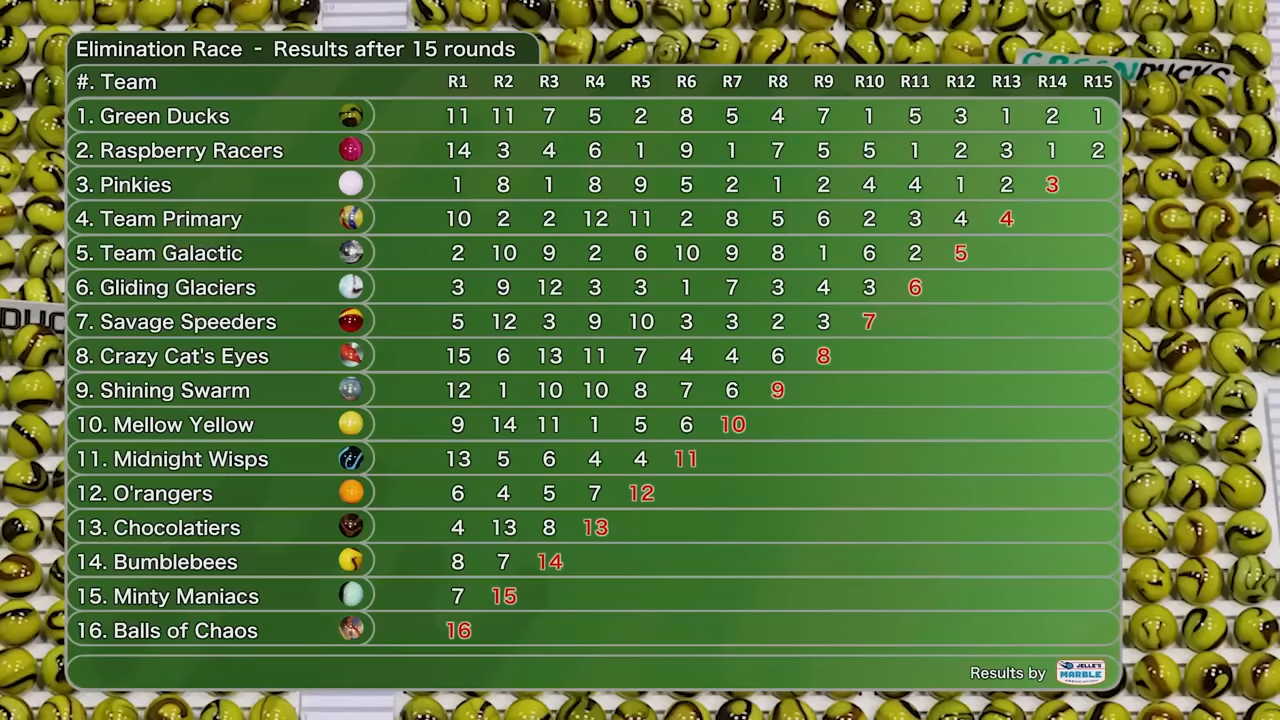 GREENDUCKS
Elimination Race - Results after 15 rounds
#. Team R1 R2 R3 R4 R5 R6 R7 R8 R9 R10 R11 R12 R13 R14 R15
1. Green Ducks 11 11 7 5 2 8 5 4 7 1 5 3 1 2 1
2. Raspberry Racers 14 3 4 6 1 9 1 7 5 5 1 2 3 1 2
3. Pinkies 1 8 1 8 9 5 2 1 2 4 4 1 2 3
4. Team Primary 10 2 2 12 11 2 8 5 6 2 3 4 4
5. Team Galactic 2 10 9 2 6 10 9 8 1 6 2 5
6. Gliding Glaciers 3 9 12 3 3 1 7 3 4 3 6
7. Savage Speeders 5 12 3 9 10 3 3 2 3 7
8. Crazy Cat's Eyes 15 6 13 11 7 4 4 6 8
9. Shining Swarm 12 1 10 10 8 7 6 9
10. Mellow Yellow 9 14 11 1 5 6 10
11. Midnight Wisps 13 5 6 4 4 11
12. O'rangers 6 4 5 7 12
13. Chocolatiers 4 13 8 13
14. Bumblebees 8 7 14
15. Minty Maniacs 7 15
16. Balls of Chaos 16
Results by JELLE'S MARBLE